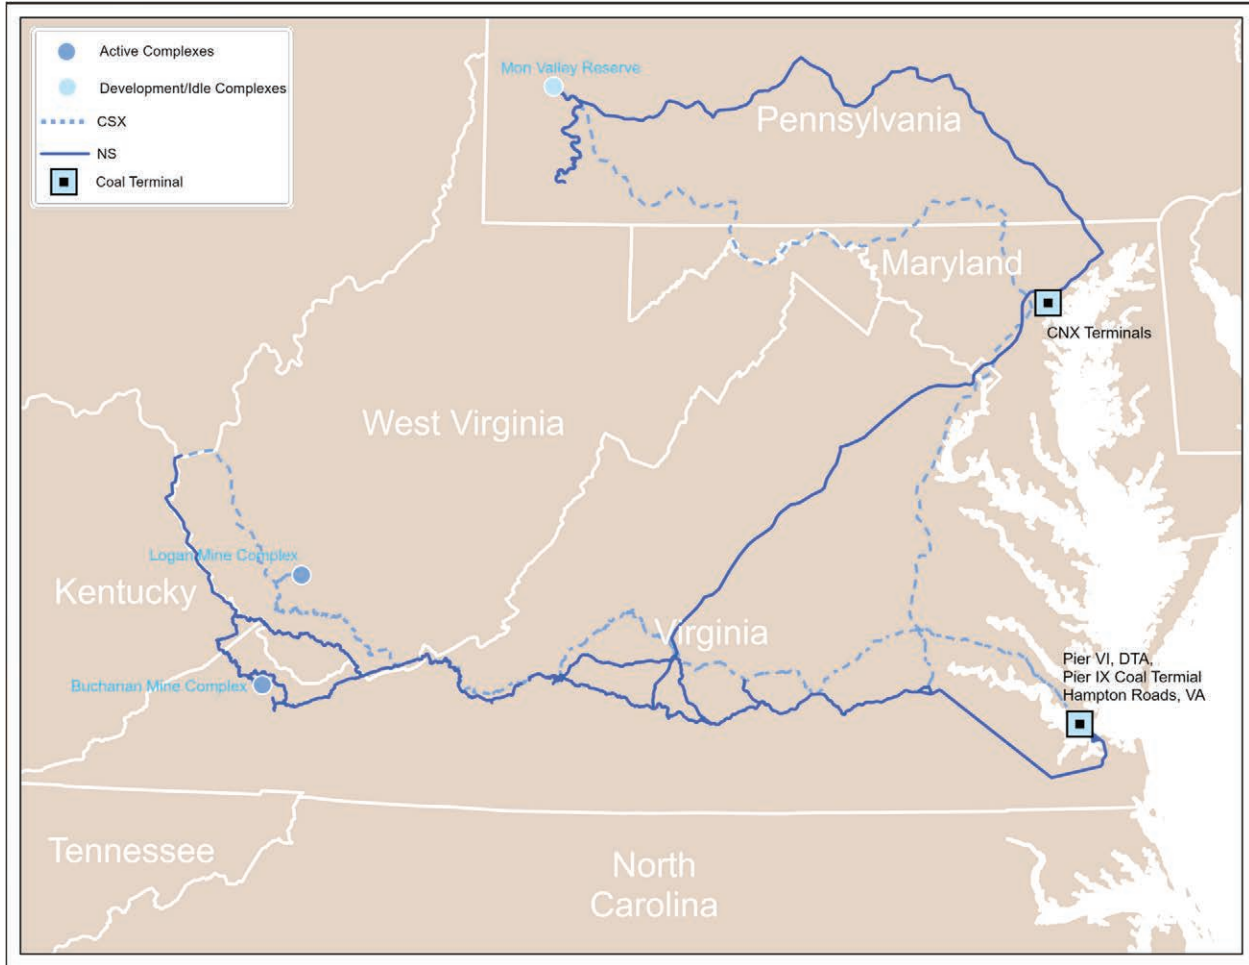 Active Complexes
Development/Idle Complexes
CSX
NS
Coal Terminal
Mon Valley Reserve
Pennsylvania
Maryland
CNX Terminals
West Virginia
Logan Mine Complex
Kentucky
Virginia
Pier VI, DTA,
Pier IX Coal Termial
Hampton Roads, VA
Buchanan Mine Complex
Tennessee
North
Carolina